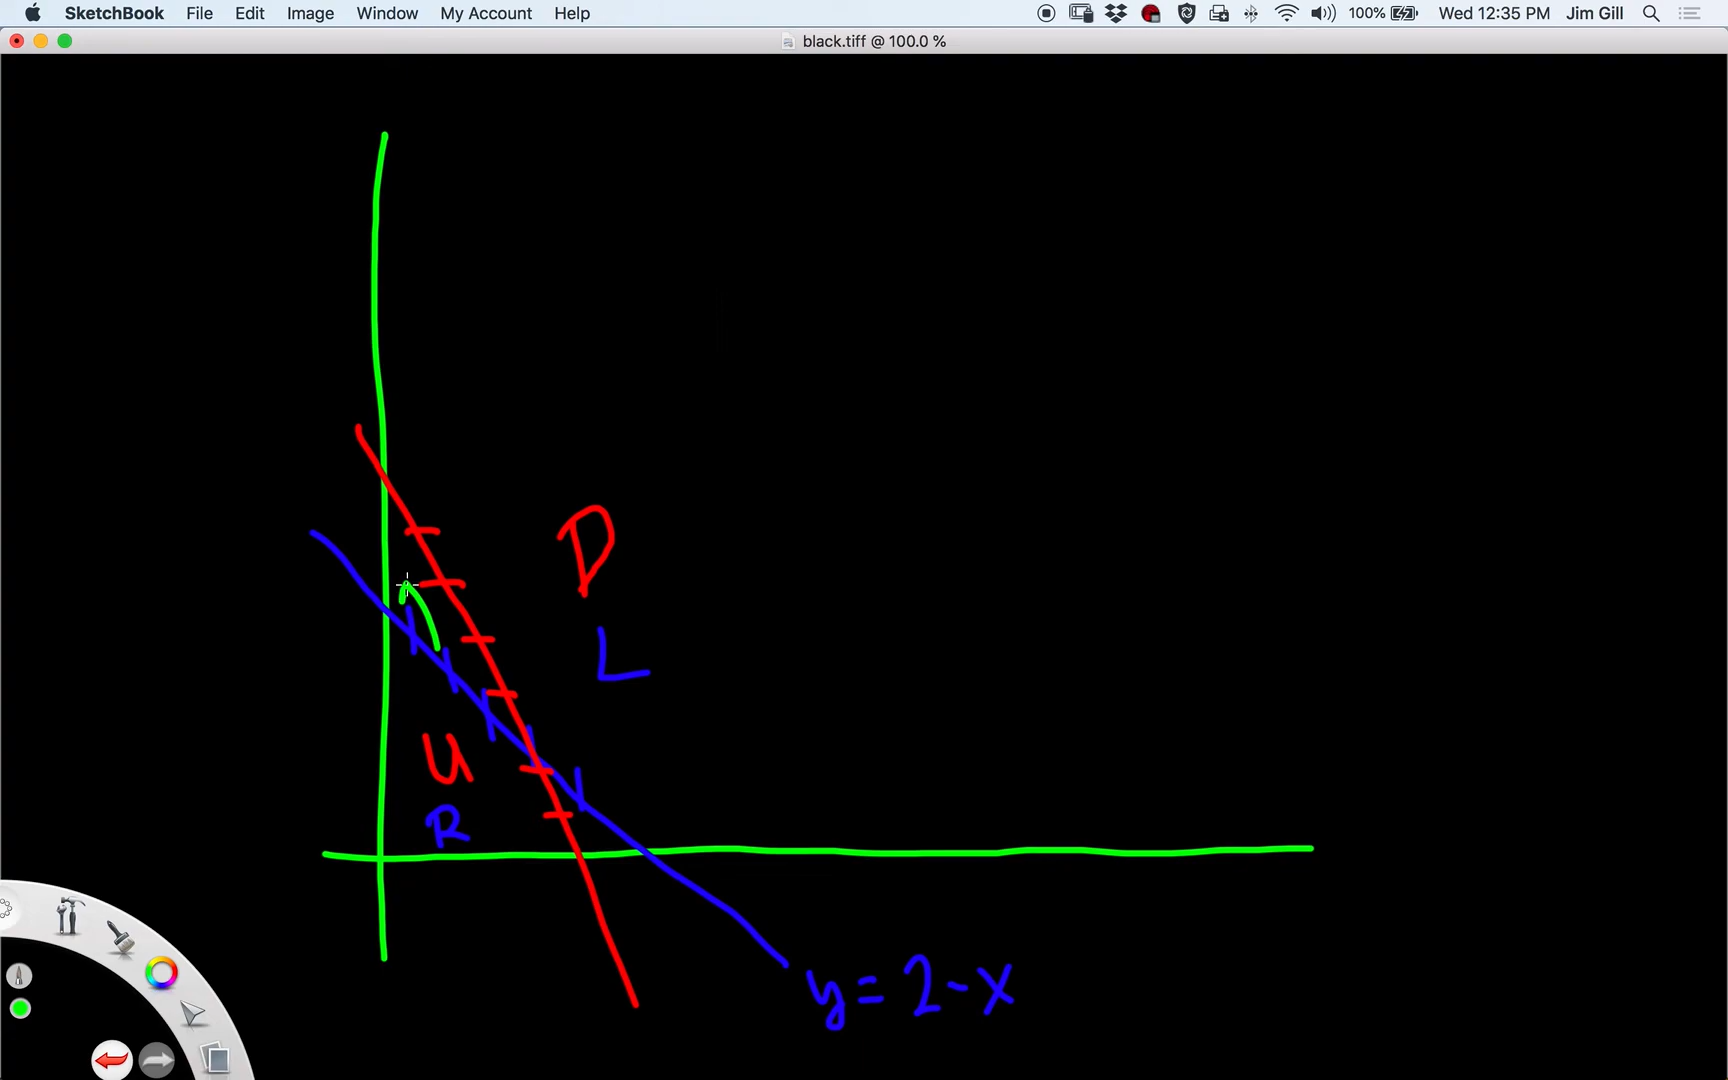 SketchBook File Edit Image Window My Account Help 100% Wed 12:35 PM Jim Gill
black.tiff @ 100.0 %
D
L
U
R
y = 2 - x